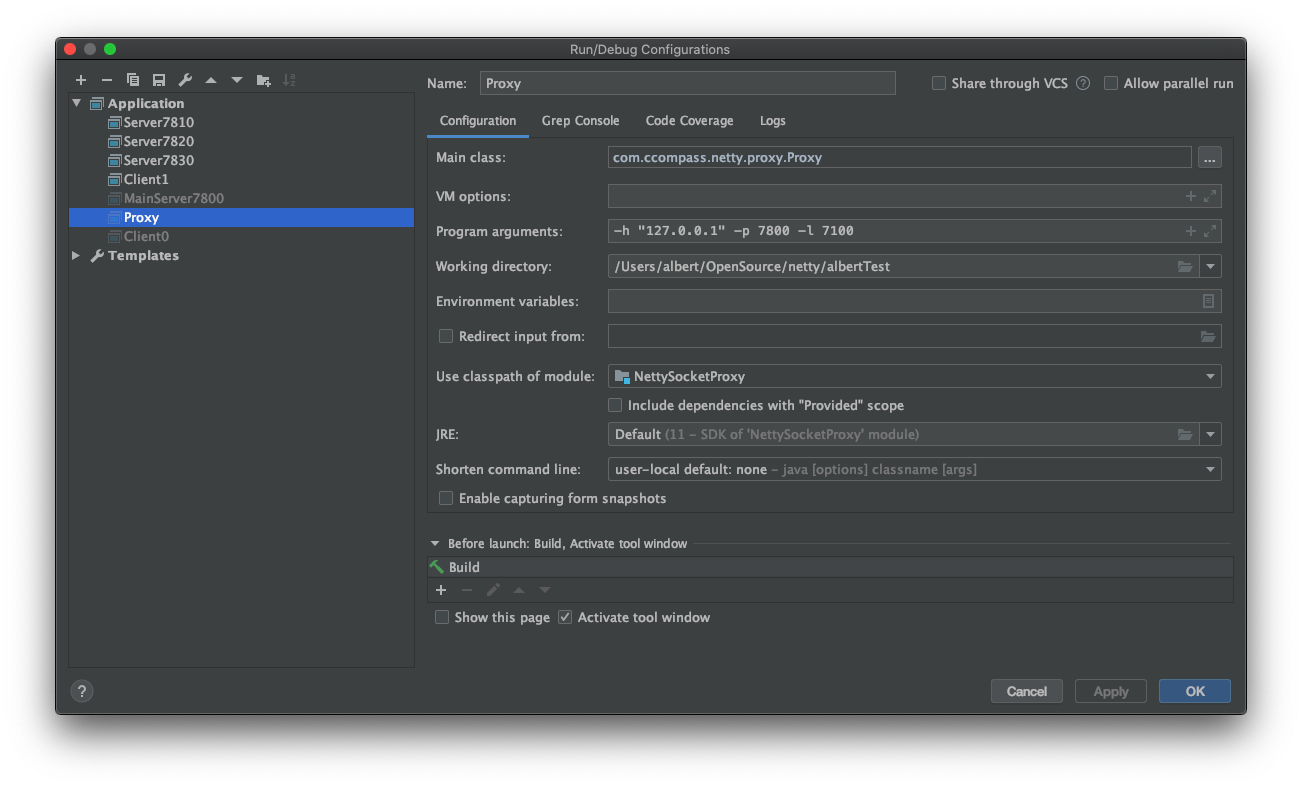 Run/Debug Configurations
Name: Proxy Share through VCS ? Allow parallel run
Application
Server7810
Server7820
Server7830
Client1
MainServer7800
Proxy
Client0
Templates
Configuration Grep Console Code Coverage Logs
Main class: com.ccompass.netty.proxy.Proxy ...
VM options:
Program arguments: -h "127.0.0.1" -p 7800 -l 7100
Working directory: /Users/albert/OpenSource/netty/albertTest
Environment variables:
Redirect input from:
Use classpath of module: NettySocketProxy
Include dependencies with "Provided" scope
JRE: Default (11 – SDK of 'NettySocketProxy' module)
Shorten command line: user-local default: none – java [options] classname [args]
Enable capturing form snapshots
Before launch: Build, Activate tool window
Build
Show this page Activate tool window
? Cancel Apply OK